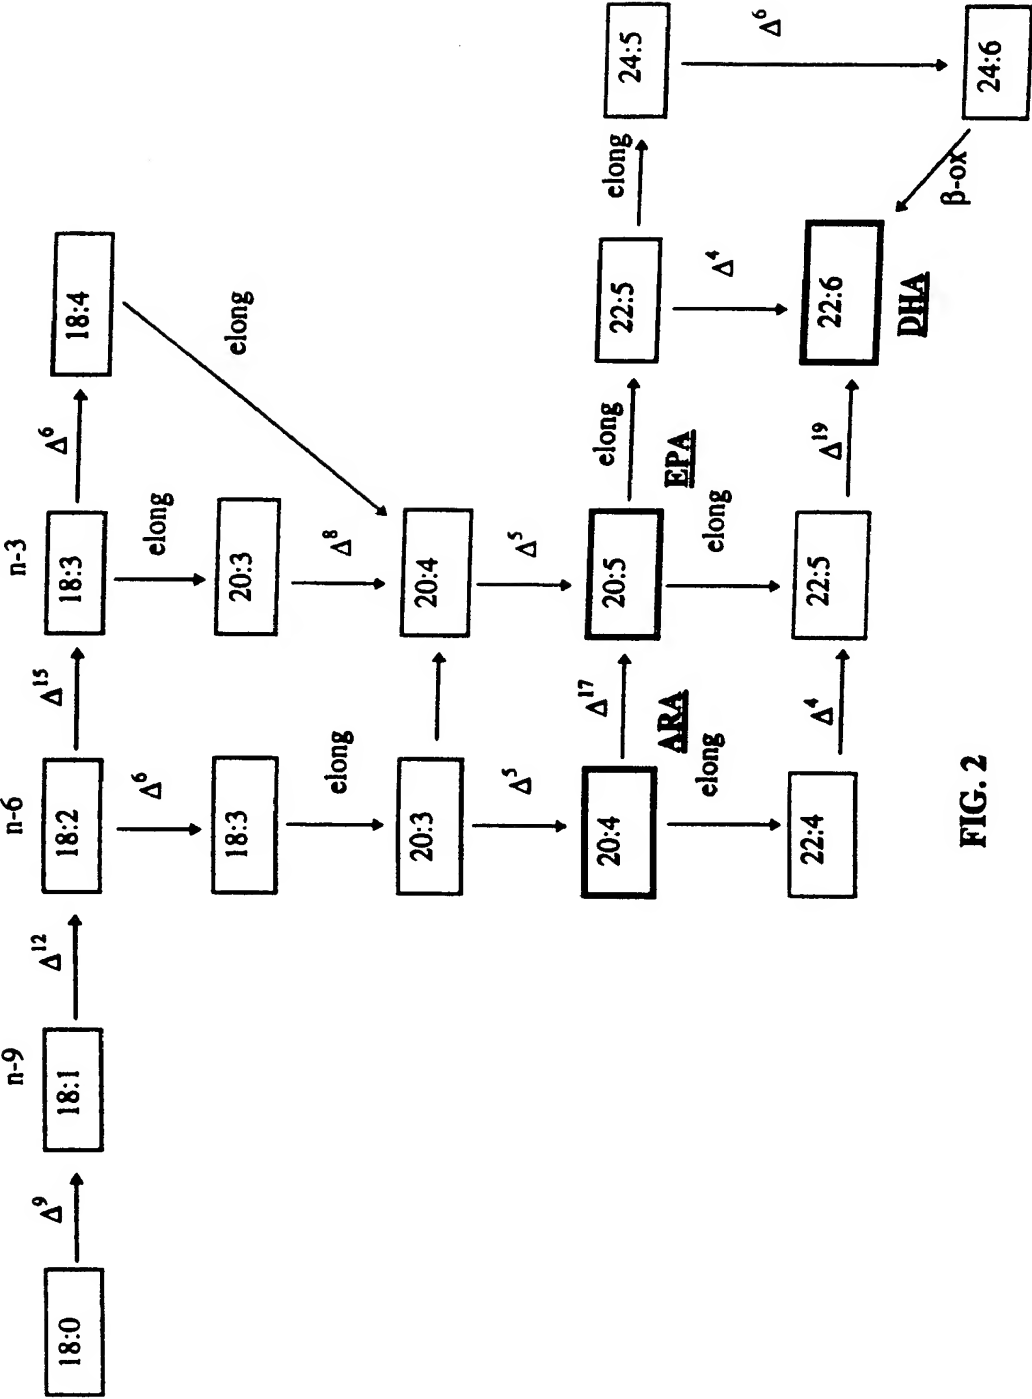 n-9
n-6
n-3
Δ⁹
Δ¹²
Δ¹⁵
Δ⁶
18:0
18:1
18:2
18:3
18:4
Δ⁶
elong
elong
18:3
20:3
elong
Δ⁸
20:3
20:4
Δ⁵
Δ⁵
Δ¹⁷
elong
elong
20:4
20:5
22:5
24:5
ARA
EPA
elong
elong
Δ⁴
Δ⁶
Δ⁴
Δ¹⁹
22:4
22:5
22:6
DHA
β-ox
24:6
FIG. 2